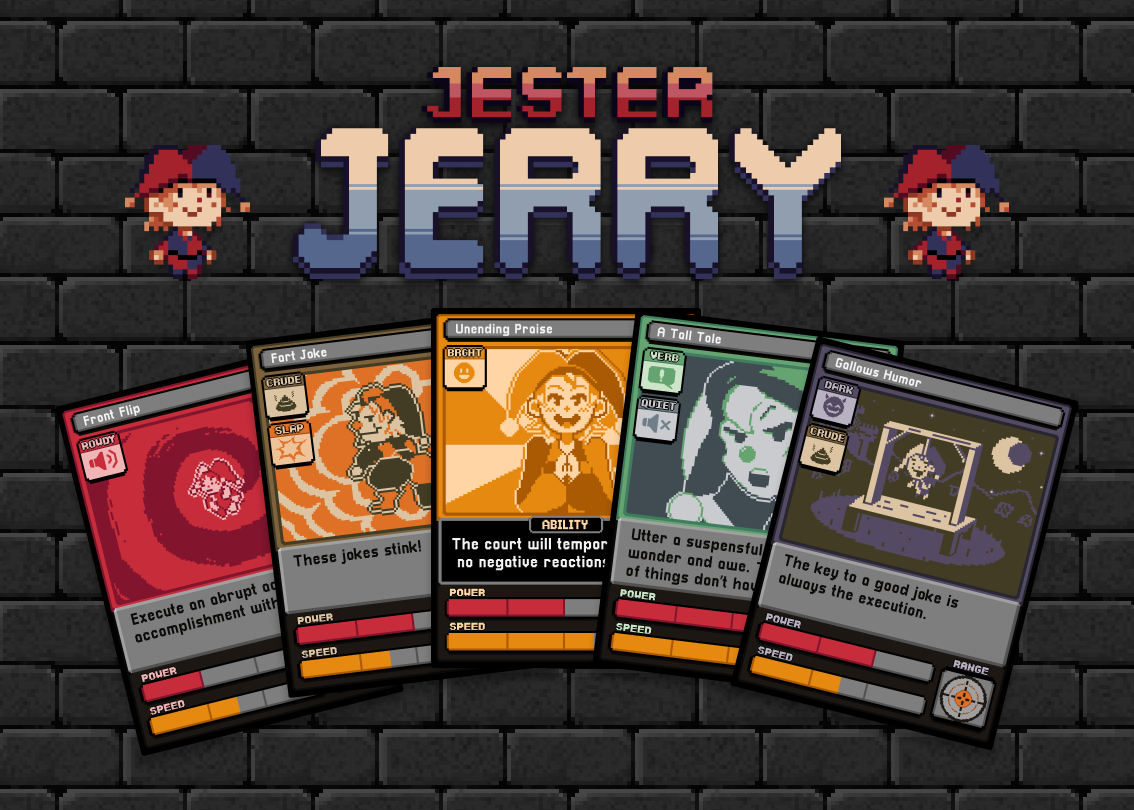 JESTER
JERRY
Front Flip
ROWDY
Execute an abrupt
accomplishment with
POWER
SPEED
Fart Joke
CRUDE
SLAP
These jokes stink!
POWER
SPEED
Unending Praise
BRGHT
ABILITY
The court will tempor
no negative reactions
POWER
SPEED
A Tall Tale
VERB
QUIET
Utter a suspenseful
wonder and awe.
of things don't
POWER
SPEED
Gallows Humor
DARK
CRUDE
The key to a good joke is
always the execution.
POWER
SPEED
RANGE